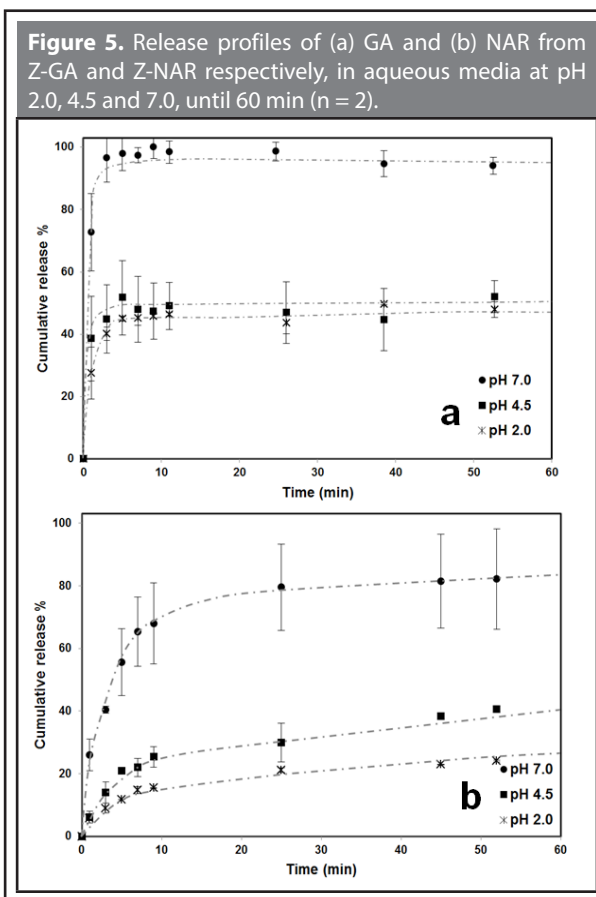 Figure 5. Release profiles of (a) GA and (b) NAR from
Z-GA and Z-NAR respectively, in aqueous media at pH
2.0, 4.5 and 7.0, until 60 min (n = 2).
100
80
60
40
20
0
Cumulative release %
0 10 20 30 40 50 60
Time (min)
pH 7.0
pH 4.5
pH 2.0
a
100
80
60
40
20
0
Cumulative release %
0 10 20 30 40 50 60
Time (min)
pH 7.0
pH 4.5
pH 2.0
b